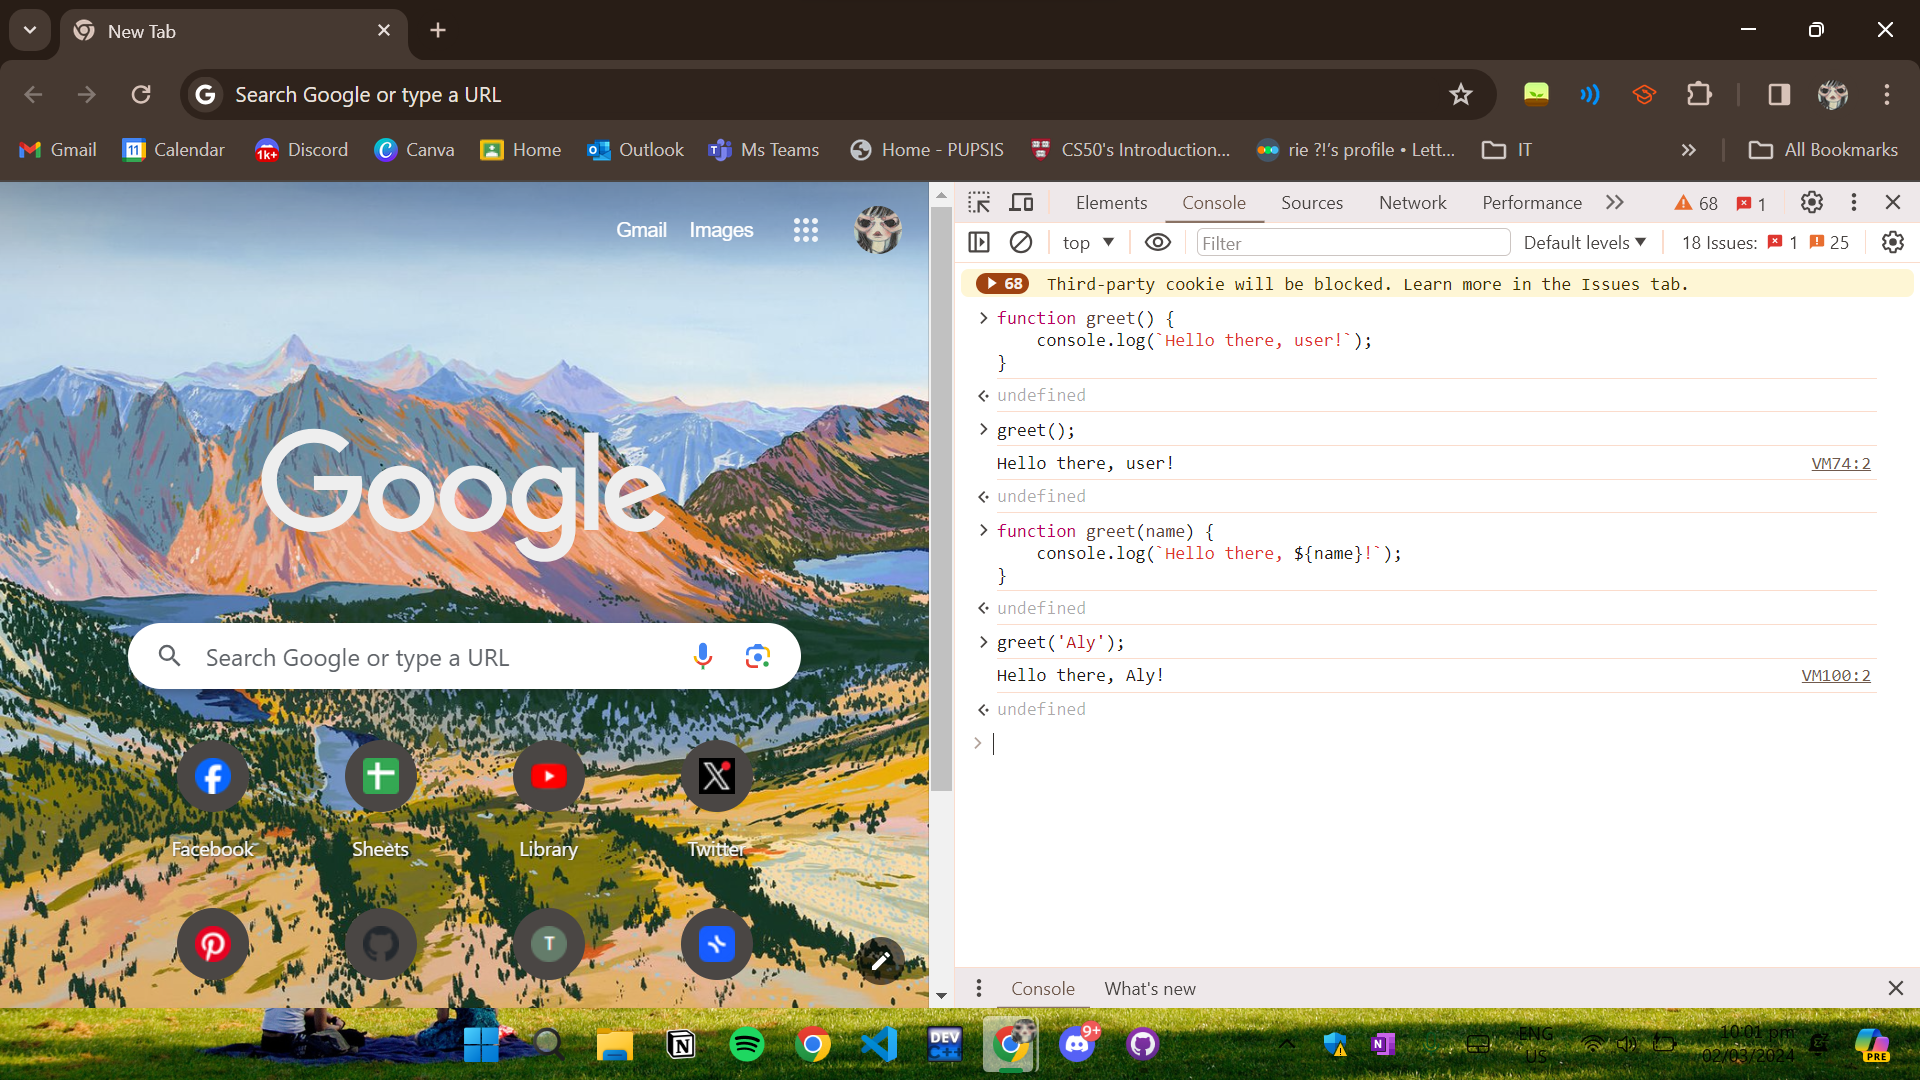 New Tab
Search Google or type a URL
Gmail
Calendar
1k+
Discord
Canva
Home
Outlook
Ms Teams
Home - PUPSIS
CS50's Introduction...
rie ?!'s profile • Lett...
IT
All Bookmarks
Gmail Images
Google
Search Google or type a URL
Facebook
Sheets
Library
Twitter
T
Elements
Console
Sources
Network
Performance
68
1
top
Filter
Default levels
18 Issues: 1 25
68 Third-party cookie will be blocked. Learn more in the Issues tab.
function greet() {
console.log(`Hello there, user!`);
}
undefined
greet();
Hello there, user! VM74:2
undefined
function greet(name) {
console.log(`Hello there, ${name}!`);
}
undefined
greet('Aly');
Hello there, Aly! VM100:2
undefined
Console
What's new
DEV
C++
9+
N
ENG
US
10:01 pm
02/03/2024
PRE